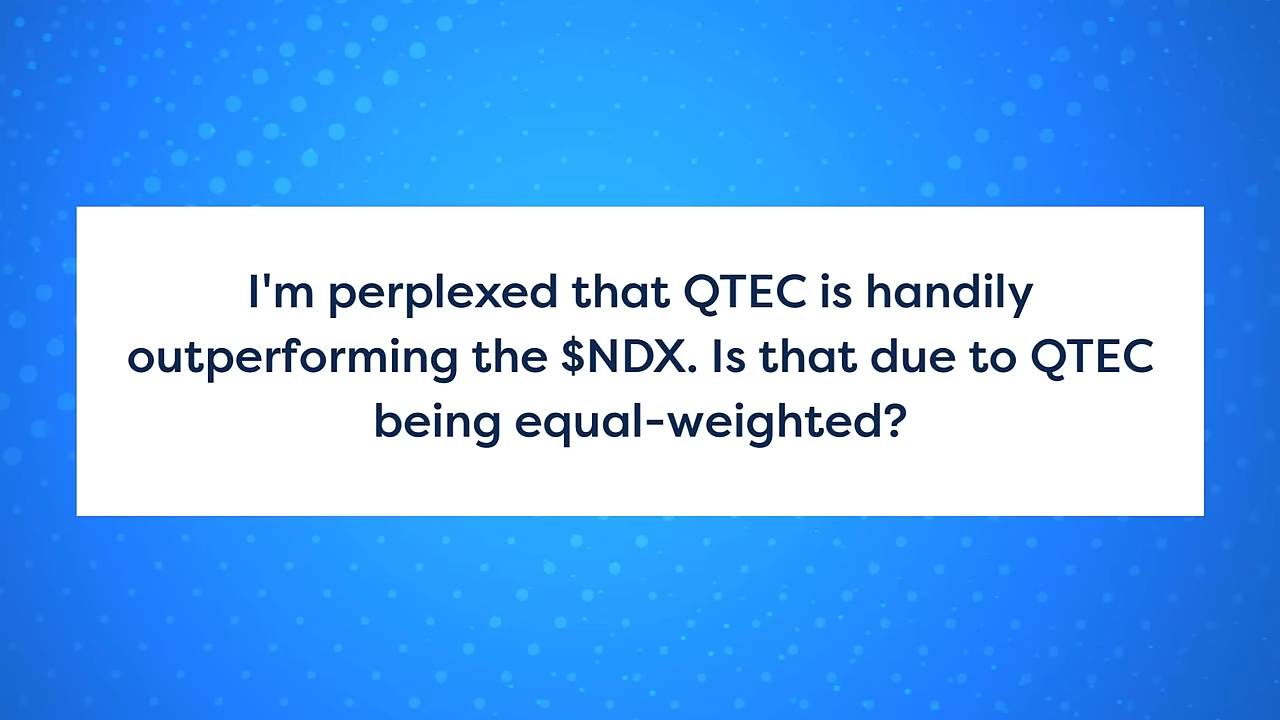 I'm perplexed that QTEC is handily
outperforming the $NDX. Is that due to QTEC
being equal-weighted?